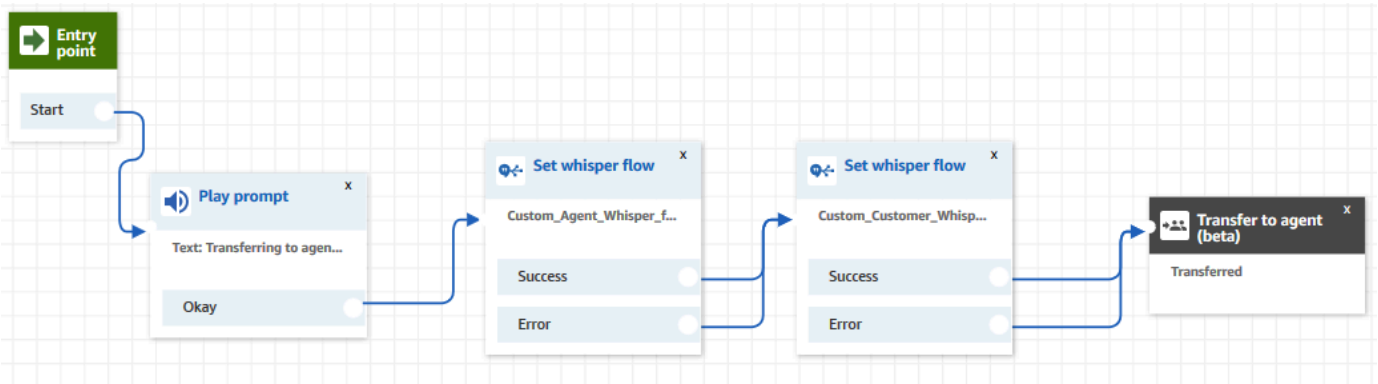 Entry
point
Start
x
Play prompt
Text: Transferring to agen...
Okay
x
Set whisper flow
Custom_Agent_Whisper_f...
Success
Error
x
Set whisper flow
Custom_Customer_Whisp...
Success
Error
x
Transfer to agent
(beta)
Transferred